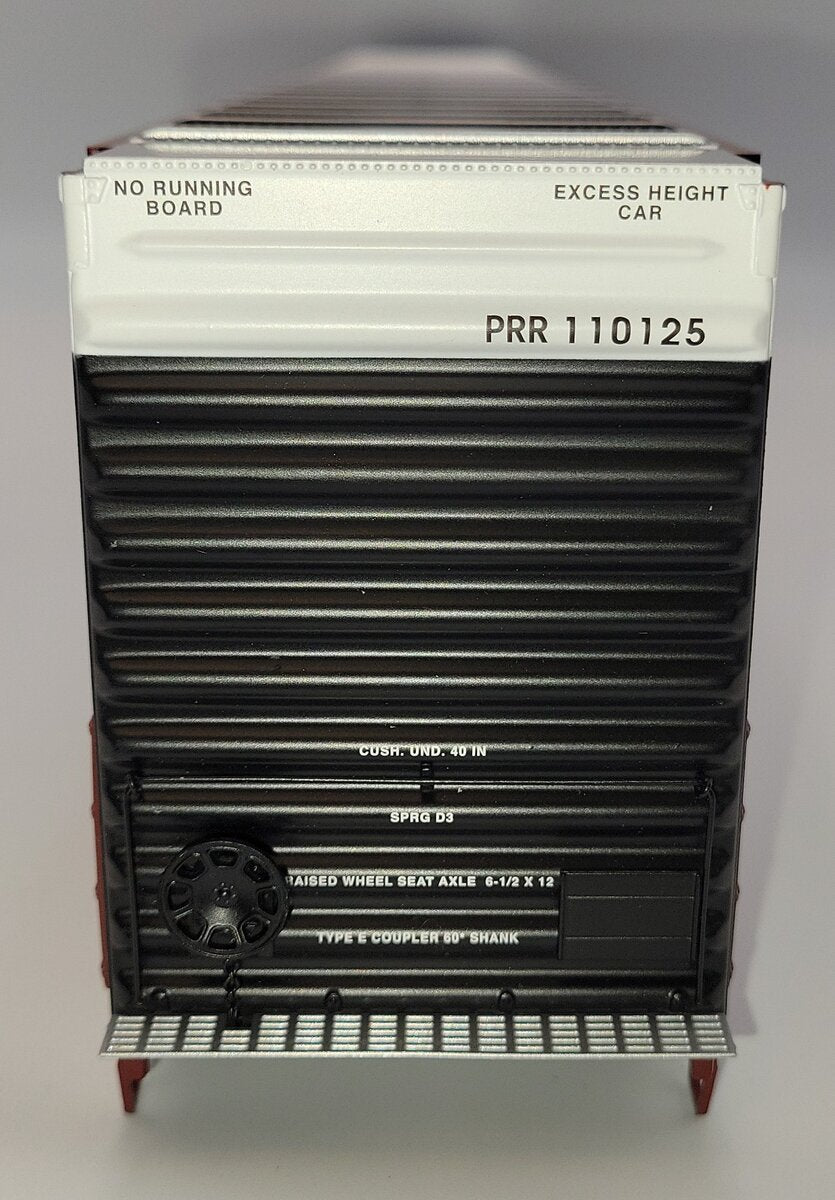 NO RUNNING
BOARD
EXCESS HEIGHT
CAR
PRR 110125
CUSH. UND. 40 IN
SPRG D3
RAISED WHEEL SEAT AXLE 6-1/2 X 12
TYPE E COUPLER 60" SHANK